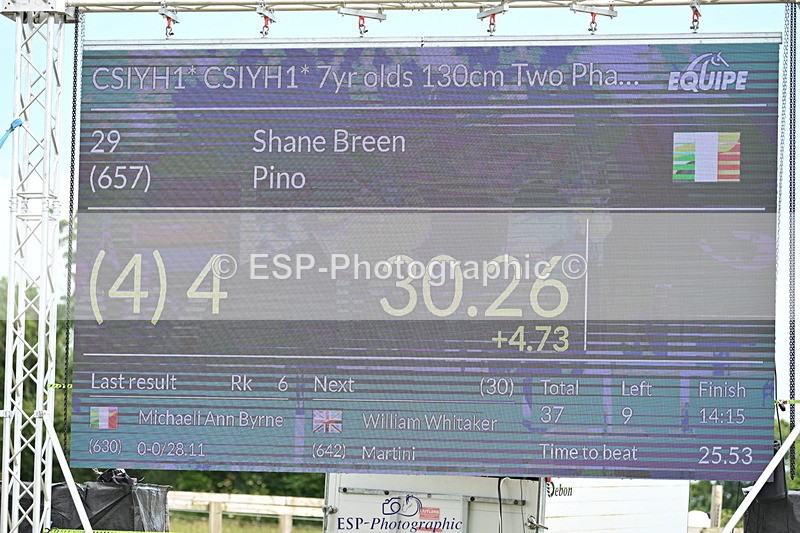 CSIYH1* CSIYH1* 7yr olds 130cm Two Pha...
EQUIPE
29 Shane Breen
(657) Pino
(4) 4 30.26
+4.73
© ESP-Photographic ©
Last result Rk 6 Next (30) Total Left Finish
Michaell Ann Byrne William Whitaker 37 9 14:15
(630) 0-0/28.11 (642) Martini Time to beat 25.53
Debon
ESP-Photographic